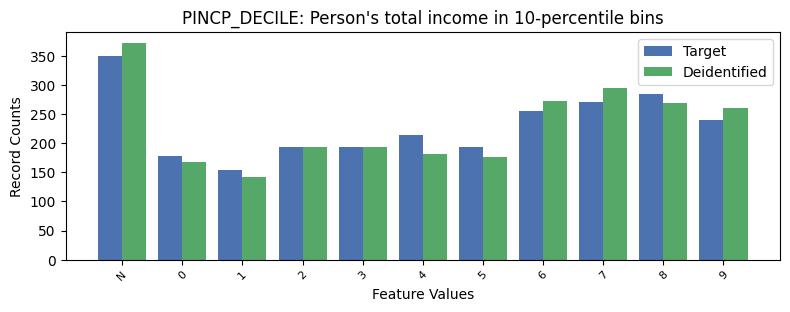 PINCP_DECILE: Person's total income in 10-percentile bins
Target
Deidentified
Record Counts
350
300
250
200
150
100
50
0
N 0 1 2 3 4 5 6 7 8 9
Feature Values